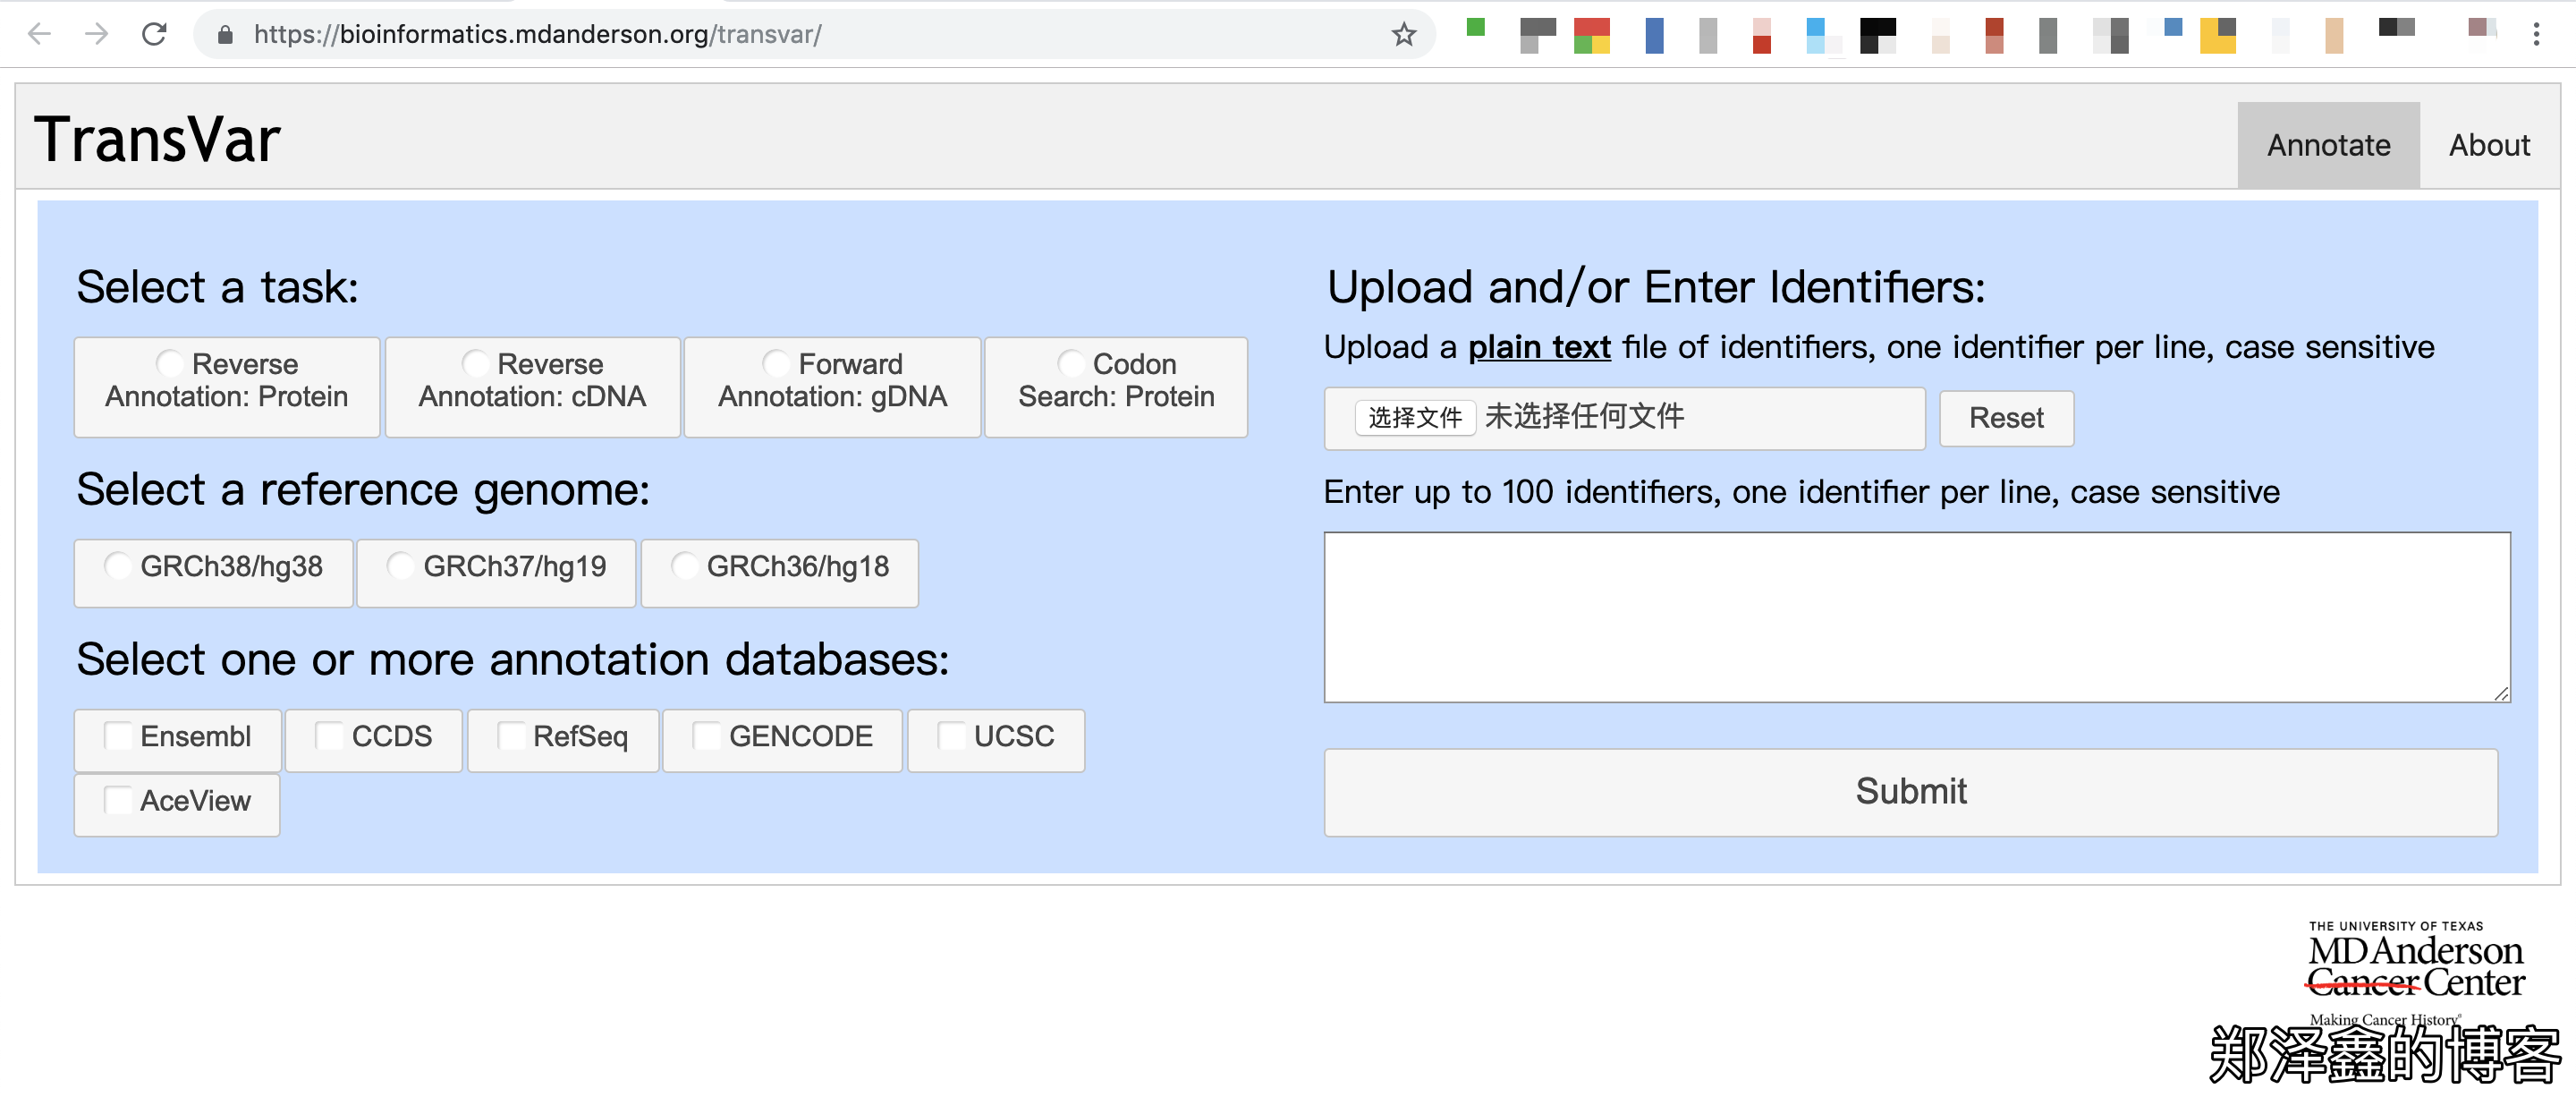 https://bioinformatics.mdanderson.org/transvar/
TransVar
Annotate
About
Select a task:
Reverse
Annotation: Protein
Reverse
Annotation: cDNA
Forward
Annotation: gDNA
Codon
Search: Protein
Select a reference genome:
GRCh38/hg38
GRCh37/hg19
GRCh36/hg18
Select one or more annotation databases:
Ensembl
CCDS
RefSeq
GENCODE
UCSC
AceView
Upload and/or Enter Identifiers:
Upload a plain text file of identifiers, one identifier per line, case sensitive
选择文件 未选择任何文件
Reset
Enter up to 100 identifiers, one identifier per line, case sensitive
Submit
THE UNIVERSITY OF TEXAS
MD Anderson
Cancer Center
Making Cancer History®
郑泽鑫的博客